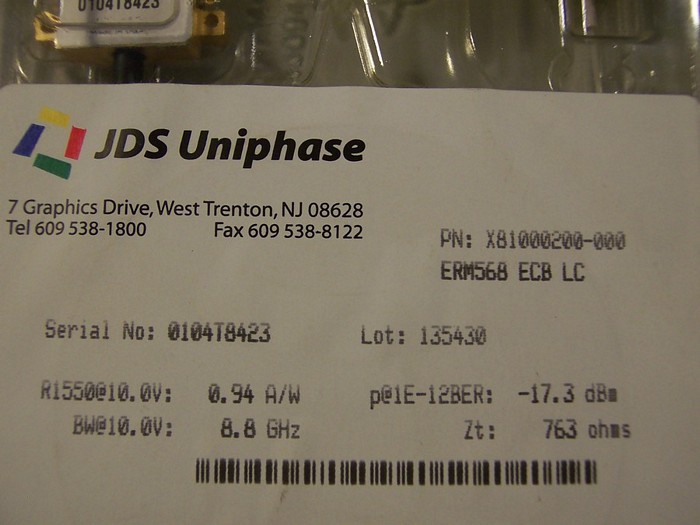 0104T8423
JDS Uniphase
7 Graphics Drive, West Trenton, NJ 08628
Tel 609 538-1800 Fax 609 538-8122
PN: X81000200-000
ERM568 ECB LC
Serial No: 0104T8423 Lot: 135430
R1550@10.0V: 0.94 A/W p@1E-12BER: -17.3 dBm
BW@10.0V: 8.8 GHz Zt: 763 ohms